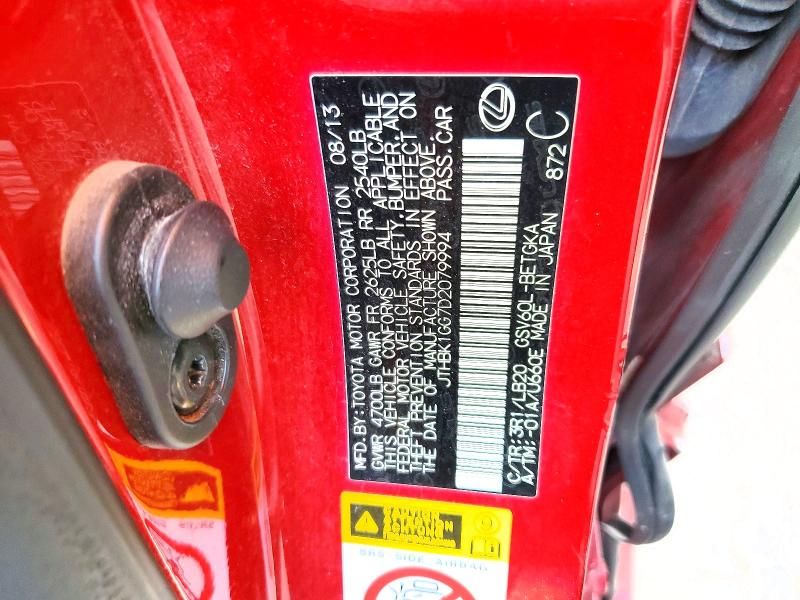 MFD.BY:TOYOTA MOTOR CORPORATION 08/13
GVWR 4700LB GAWR FR 2625LB RR 2540LB
THIS VEHICLE CONFORMS TO ALL APPLICABLE
FEDERAL MOTOR VEHICLE SAFETY,BUMPER,AND
THEFT PREVENTION STANDARDS IN EFFECT ON
THE DATE OF MANUFACTURE SHOWN ABOVE.
JTHBK1GG7D2079994 PASS.CAR
C/TR:3R1/LB20 GSV60L-BETGKA
A/TM:-01A/U660E MADE IN JAPAN 872 C
CAUTION
SRS SIDE AIRBAG